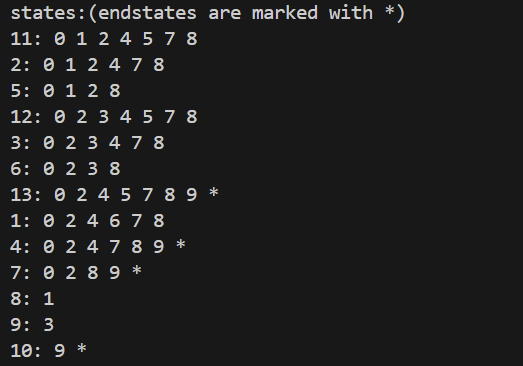 states:(endstates are marked with *)
11: 0 1 2 4 5 7 8
2: 0 1 2 4 7 8
5: 0 1 2 8
12: 0 2 3 4 5 7 8
3: 0 2 3 4 7 8
6: 0 2 3 8
13: 0 2 4 5 7 8 9 *
1: 0 2 4 6 7 8
4: 0 2 4 7 8 9 *
7: 0 2 8 9 *
8: 1
9: 3
10: 9 *